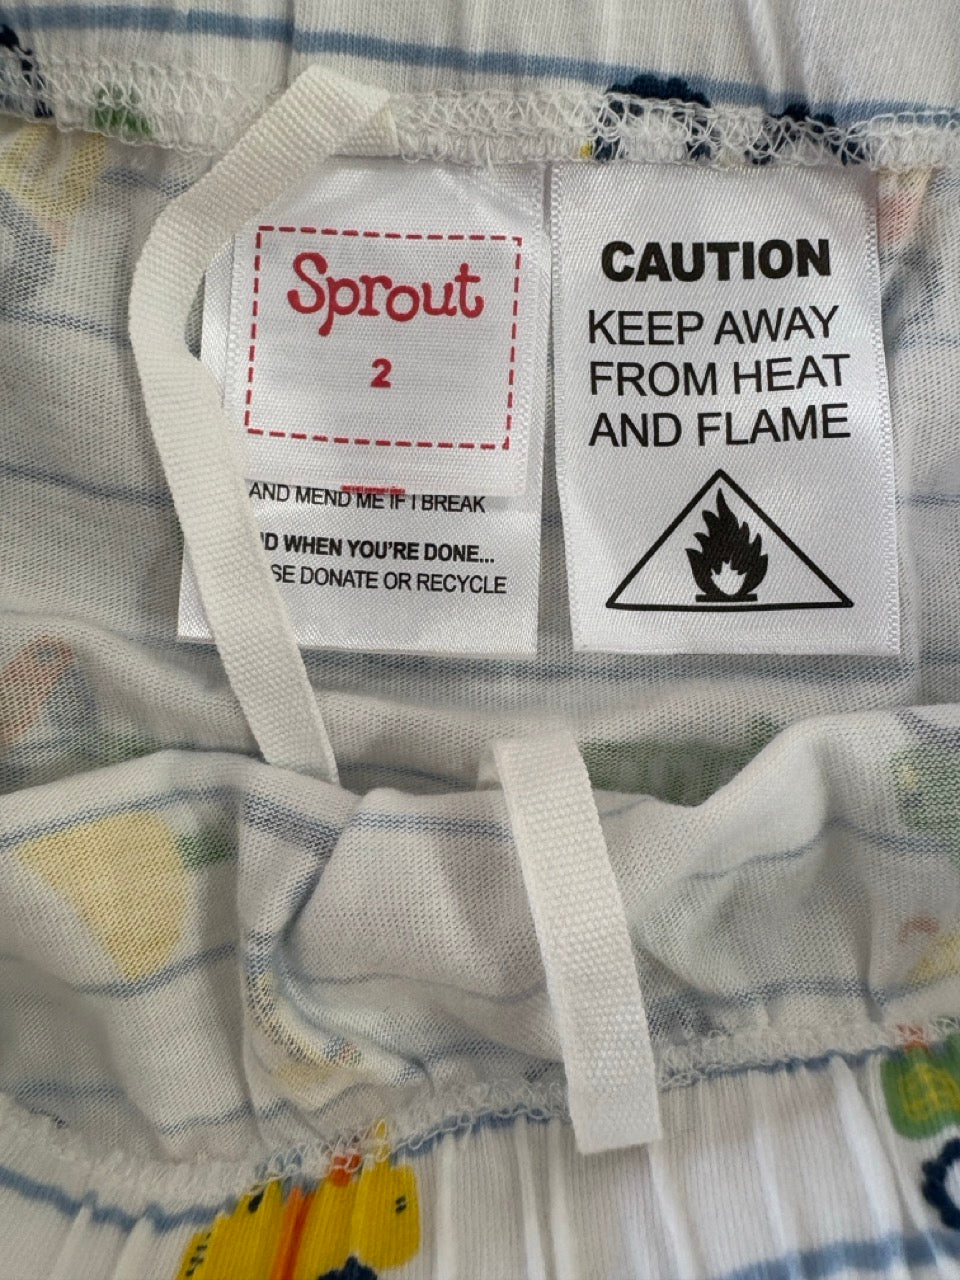 Sprout
2
AND MEND ME IF I BREAK
WHEN YOU'RE DONE...
DONATE OR RECYCLE
CAUTION
KEEP AWAY
FROM HEAT
AND FLAME